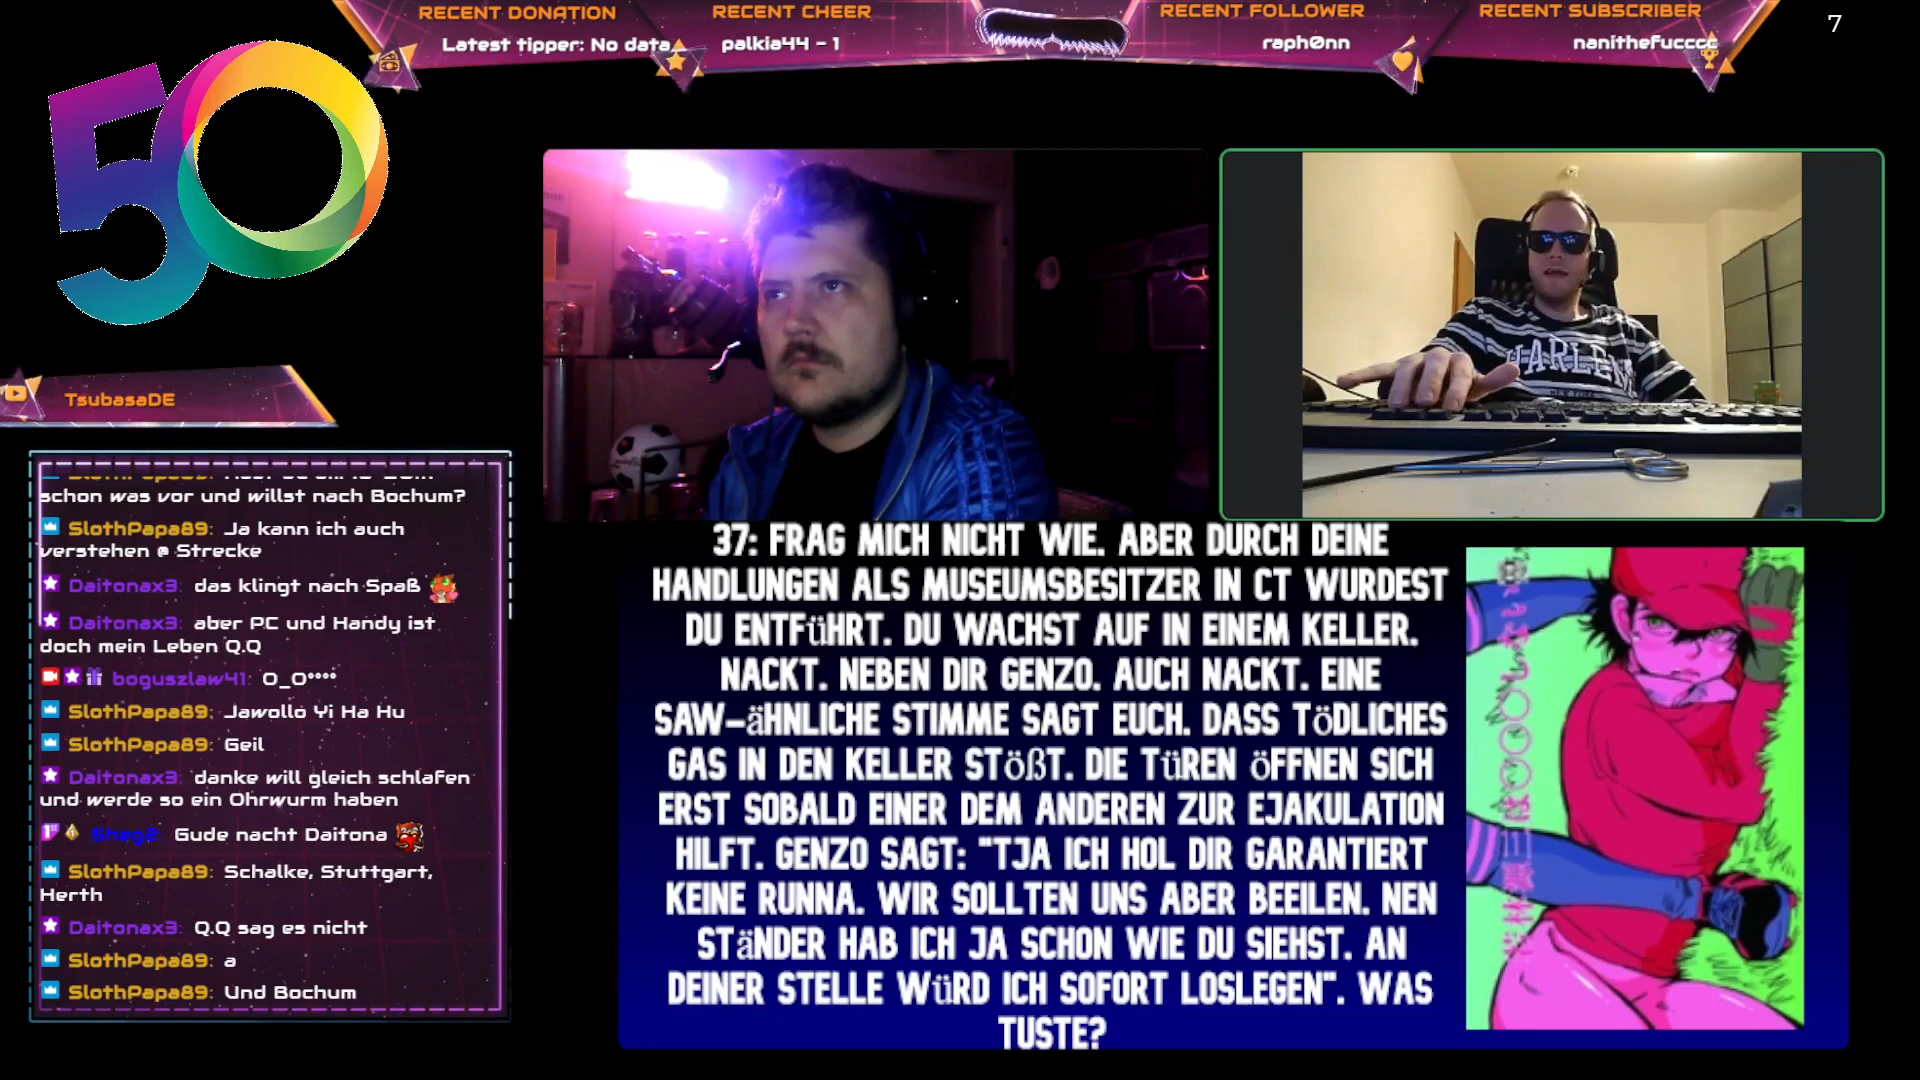 RECENT DONATION
Latest tipper: No data
RECENT CHEER
palkia44 - 1
RECENT FOLLOWER
raph0nn
RECENT SUBSCRIBER
nanithefucccc
7
50
TsubasaDE
schon was vor und willst nach Bochum?
SlothPapa89: Ja kann ich auch
verstehen @ Strecke
Daitonax3: das klingt nach Spaß
Daitonax3: aber PC und Handy ist
doch mein Leben Q.Q
boguszlaw41: O_O****
SlothPapa89: Jawollo Yi Ha Hu
SlothPapa89: Geil
Daitonax3: danke will gleich schlafen
und werde so ein Ohrwurm haben
Sheg2: Gude nacht Daitona
SlothPapa89: Schalke, Stuttgart,
Herth
Daitonax3: Q.Q sag es nicht
SlothPapa89: a
SlothPapa89: Und Bochum
HARLEM
NEW YORK
37: FRAG MICH NICHT WIE. ABER DURCH DEINE
HANDLUNGEN ALS MUSEUMSBESITZER IN CT WURDEST
DU ENTFüHRT. DU WACHST AUF IN EINEM KELLER.
NACKT. NEBEN DIR GENZO. AUCH NACKT. EINE
SAW-äHNLICHE STIMME SAGT EUCH. DASS TöDLICHES
GAS IN DEN KELLER STößT. DIE TüREN öFFNEN SICH
ERST SOBALD EINER DEM ANDEREN ZUR EJAKULATION
HILFT. GENZO SAGT: "TJA ICH HOL DIR GARANTIERT
KEINE RUNNA. WIR SOLLTEN UNS ABER BEEILEN. NEN
STäNDER HAB ICH JA SCHON WIE DU SIEHST. AN
DEINER STELLE WüRD ICH SOFORT LOSLEGEN". WAS
TUSTE?